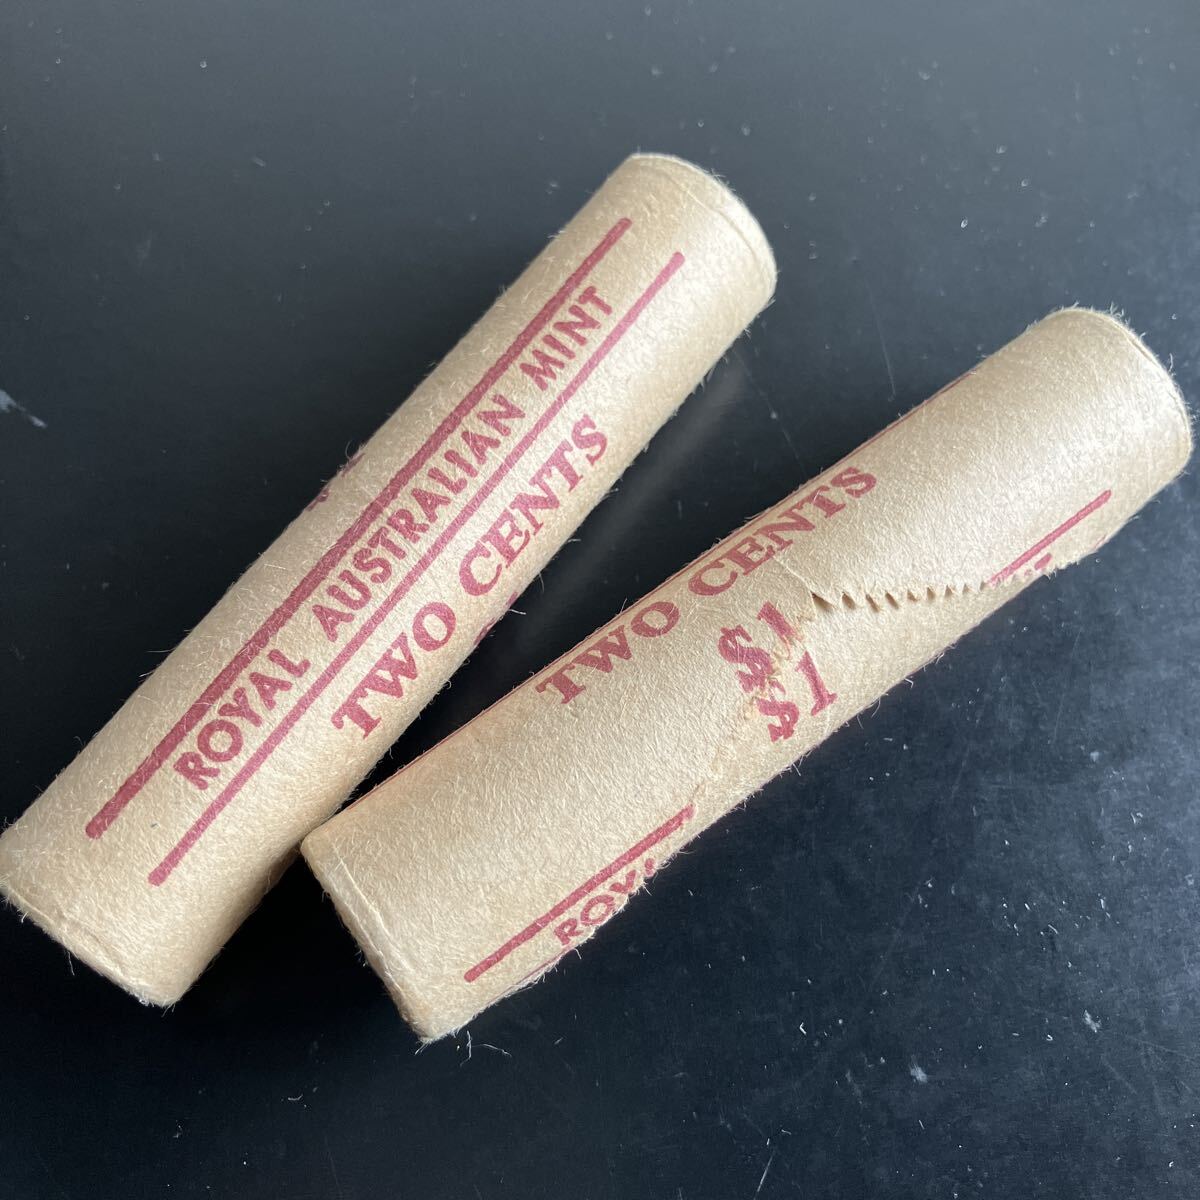 ROYAL AUSTRALIAN MINT
TWO CENTS
TWO CENTS
$1
$1